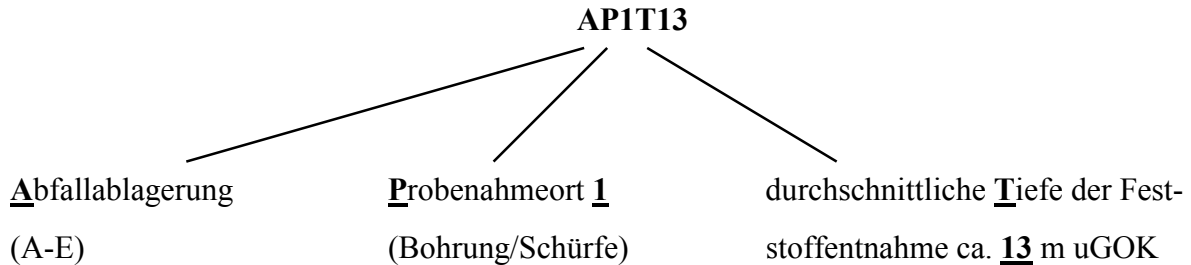 AP1T13
Abfallablagerung
(A-E)
Probenahmeort 1
(Bohrung/Schürfe)
durchschnittliche Tiefe der Fest-
stoffentnahme ca. 13 m uGOK